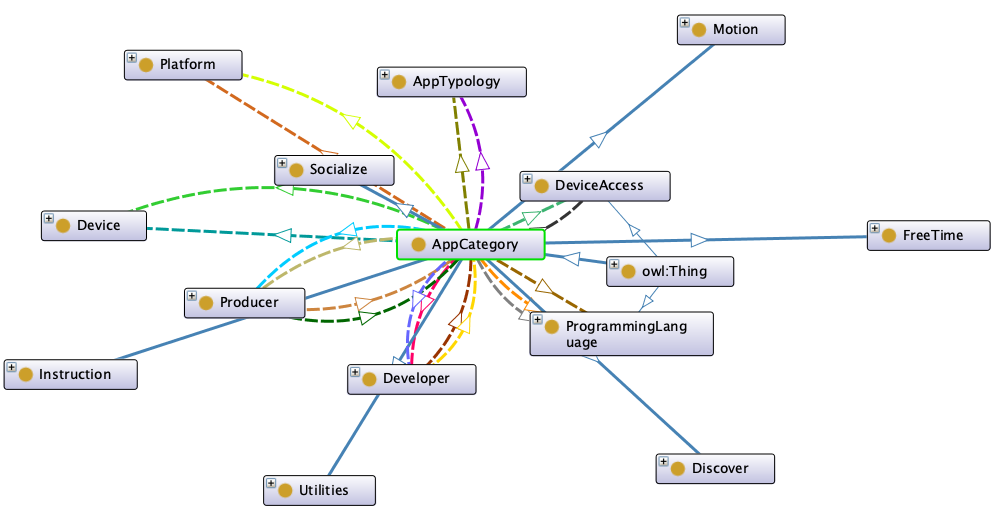 Motion
Platform
AppTypology
Socialize
DeviceAccess
Device
FreeTime
AppCategory
owl:Thing
Producer
ProgrammingLang
uage
Instruction
Developer
Discover
Utilities